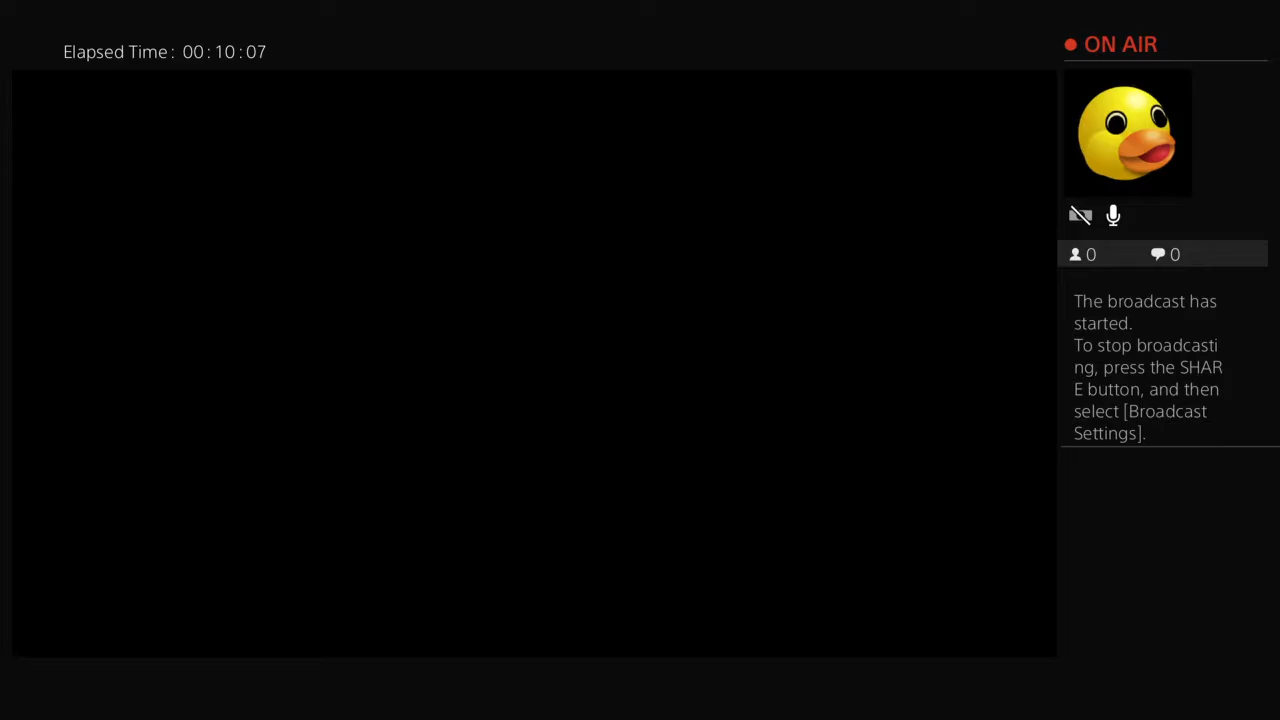 Elapsed Time: 00:10:07
ON AIR
0 0
The broadcast has
started.
To stop broadcasti
ng, press the SHAR
E button, and then
select [Broadcast
Settings].